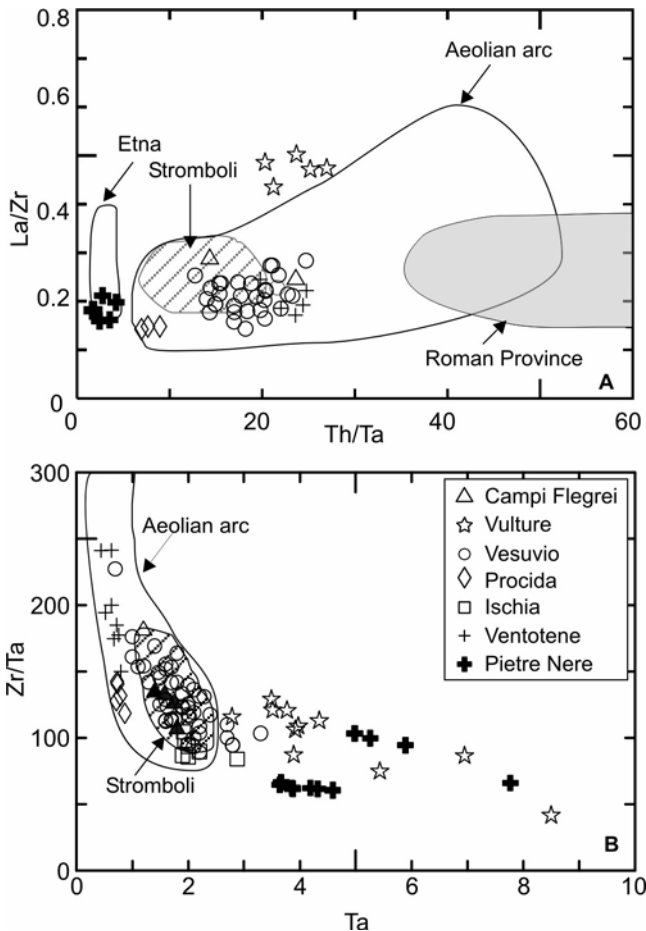 0.8
Aeolian arc
0.6
Etna
Stromboli
La/Zr
0.4
0.2
Roman Province
A
0
0
20
40
60
Th/Ta
300
Campi Flegrei
Vulture
Aeolian arc
Vesuvio
Procida
200
Ischia
Ventotene
Pietre Nere
Zr/Ta
100
Stromboli
B
0
0
2
4
6
8
10
Ta